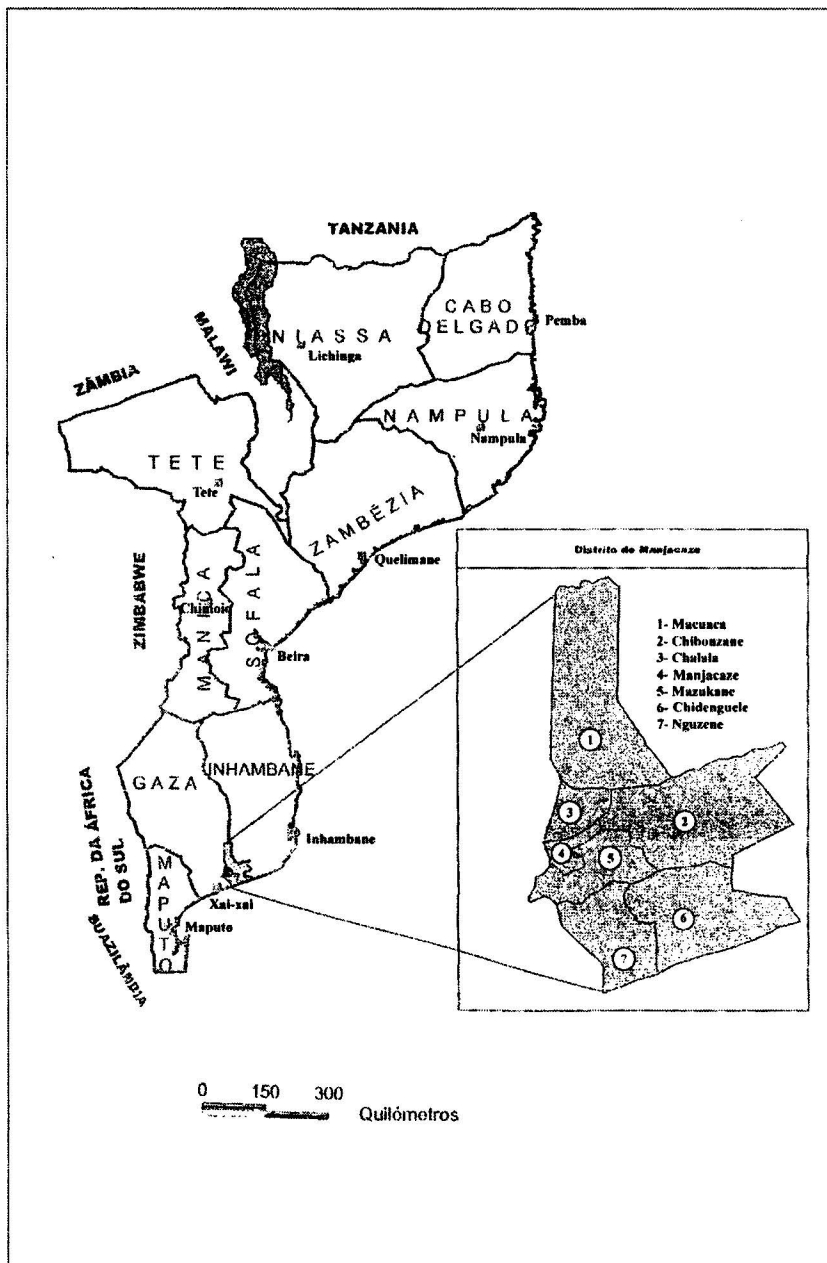 TANZANIA
CABO
DELGADO
Pemba
NIASSA
Lichinga
MALAWI
ZÂMBIA
NAMPULA
Nampula
TETE
Tete
ZAMBÉZIA
Quelimane
ZIMBABWE
MANICA
Chimoio
SOFALA
Beira
GAZA
INHAMBANE
Inhambane
REP. DA ÁFRICA
DO SUL
MAPUTO
Xai-xai
Maputo
SUAZILÂNDIA
Distrito de Manjacaze
1- Macuaca
2- Chibonzane
3- Chalala
4- Manjacaze
5- Mazukane
6- Chidenguele
7- Nguzene
1
3
2
4
5
6
7
0 150 300
Quilómetros